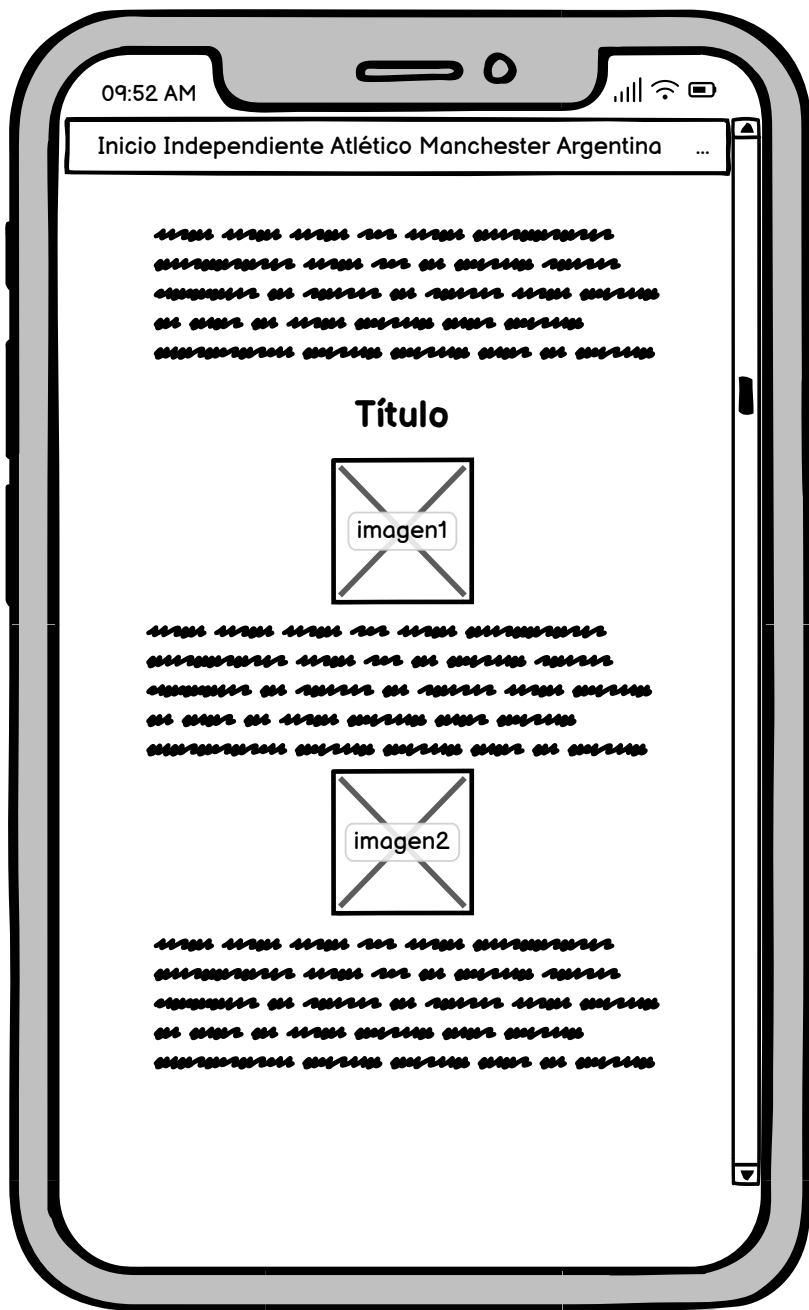 09:52 AM
Inicio Independiente Atlético Manchester Argentina ...
Título
imagen1
imagen2